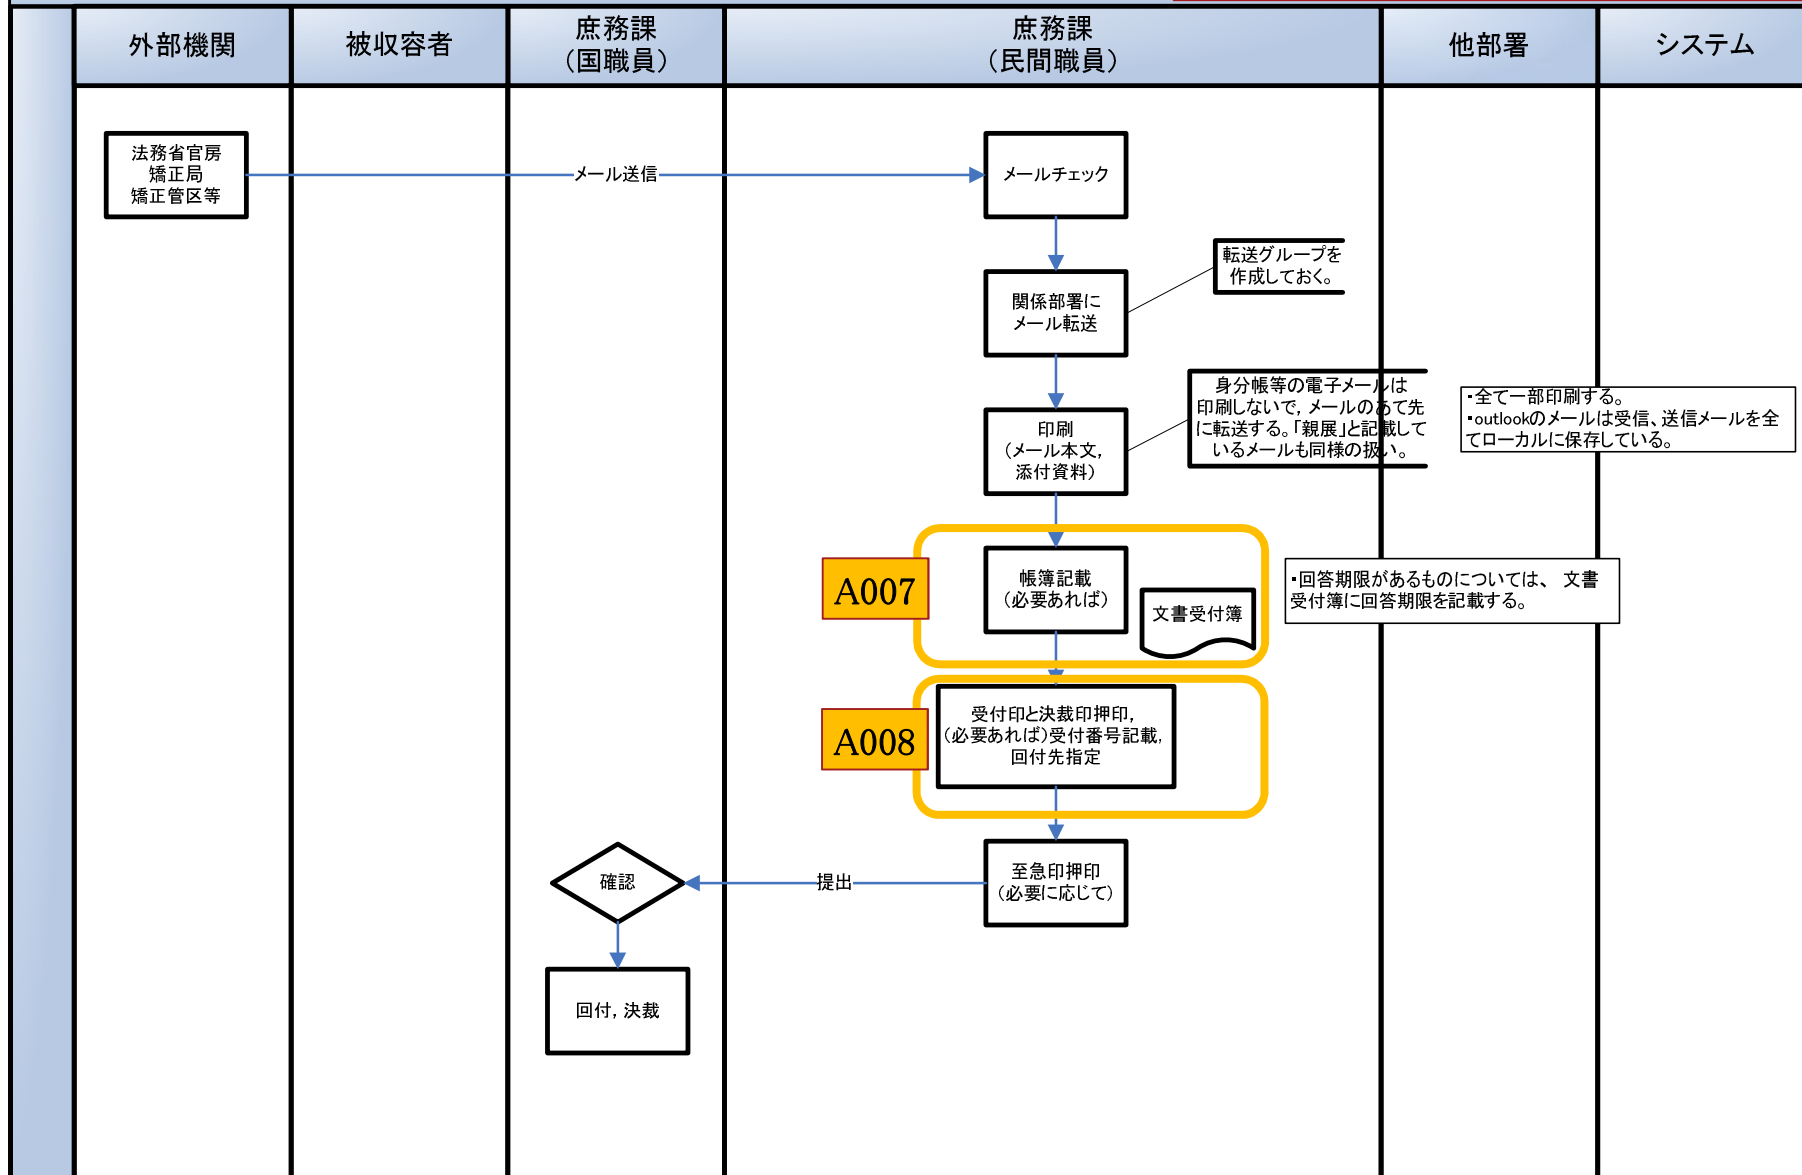 外部機関
被収容者
庶務課
（国職員）
庶務課
（民間職員）
他部署
システム
法務省官房
矯正局
矯正管区等
メール送信
メールチェック
転送グループを
作成しておく。
関係部署に
メール転送
身分帳等の電子メールは
印刷しないで，メールのあて先
に転送する。「親展」と記載して
いるメールも同様の扱い。
・全て一部印刷する。
・outlookのメールは受信、送信メールを全
てローカルに保存している。
印刷
（メール本文，
添付資料）
A007
帳簿記載
（必要あれば）
文書受付簿
・回答期限があるものについては、 文書
受付簿に回答期限を記載する。
A008
受付印と決裁印押印，
（必要あれば）受付番号記載，
回付先指定
至急印押印
（必要に応じて）
提出
確認
回付，決裁